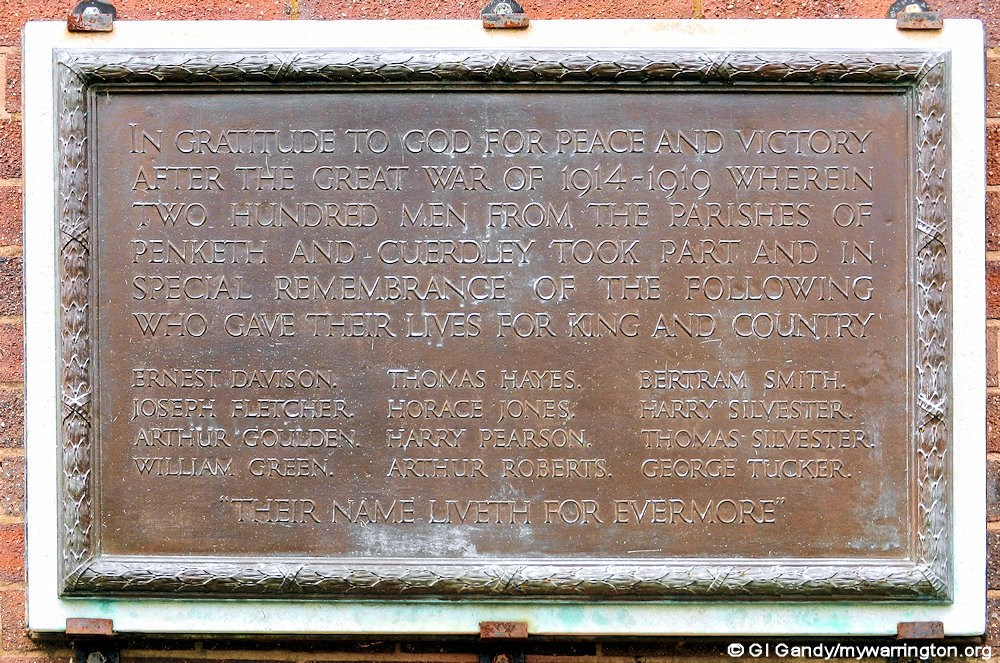 IN GRATITUDE TO GOD FOR PEACE AND VICTORY
AFTER THE GREAT WAR OF 1914-1919 WHEREIN
TWO HUNDRED MEN FROM THE PARISHES OF
PENKETH AND CUERDLEY TOOK PART AND IN
SPECIAL REMEMBRANCE OF THE FOLLOWING
WHO GAVE THEIR LIVES FOR KING AND COUNTRY
ERNEST DAVISON. THOMAS HAYES. BERTRAM SMITH.
JOSEPH FLETCHER. HORACE JONES. HARRY SILVESTER.
ARTHUR GOULDEN. HARRY PEARSON. THOMAS SILVESTER.
WILLIAM GREEN. ARTHUR ROBERTS. GEORGE TUCKER.
"THEIR NAME LIVETH FOR EVERMORE"
© GI Gandy/mywarrington.org